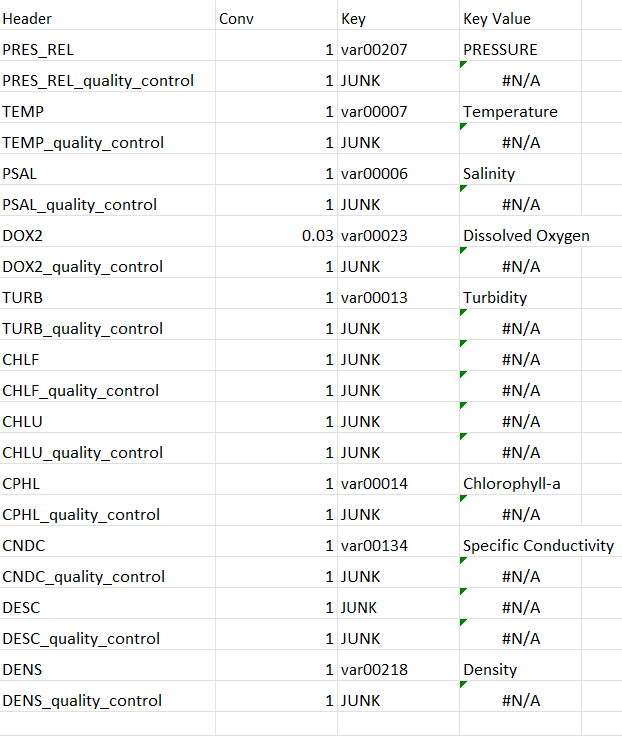 Header Conv Key Key Value
PRES_REL 1 var00207 PRESSURE
PRES_REL_quality_control 1 JUNK #N/A
TEMP 1 var00007 Temperature
TEMP_quality_control 1 JUNK #N/A
PSAL 1 var00006 Salinity
PSAL_quality_control 1 JUNK #N/A
DOX2 0.03 var00023 Dissolved Oxygen
DOX2_quality_control 1 JUNK #N/A
TURB 1 var00013 Turbidity
TURB_quality_control 1 JUNK #N/A
CHLF 1 JUNK #N/A
CHLF_quality_control 1 JUNK #N/A
CHLU 1 JUNK #N/A
CHLU_quality_control 1 JUNK #N/A
CPHL 1 var00014 Chlorophyll-a
CPHL_quality_control 1 JUNK #N/A
CNDC 1 var00134 Specific Conductivity
CNDC_quality_control 1 JUNK #N/A
DESC 1 JUNK #N/A
DESC_quality_control 1 JUNK #N/A
DENS 1 var00218 Density
DENS_quality_control 1 JUNK #N/A